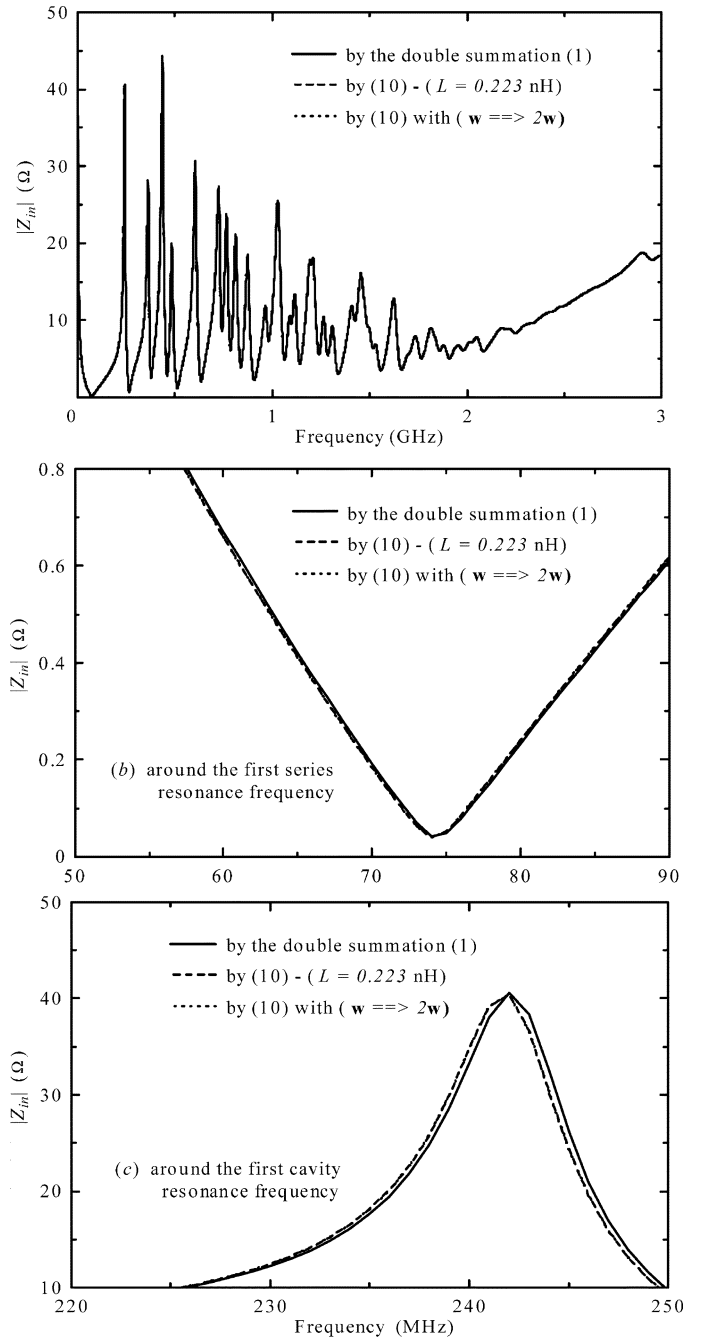 50
40
30
20
10
|Z_in| (Ω)
by the double summation (1)
by (10) - ( L = 0.223 nH)
by (10) with ( w ==> 2w)
0 1 2 3
Frequency (GHz)
0.8
0.6
0.4
0.2
0
|Z_in| (Ω)
by the double summation (1)
by (10) - ( L = 0.223 nH)
by (10) with ( w ==> 2w)
(b) around the first series
resonance frequency
50 60 70 80 90
50
40
30
20
10
|Z_in| (Ω)
by the double summation (1)
by (10) - ( L = 0.223 nH)
by (10) with ( w ==> 2w)
(c) around the first cavity
resonance frequency
220 230 240 250
Frequency (MHz)